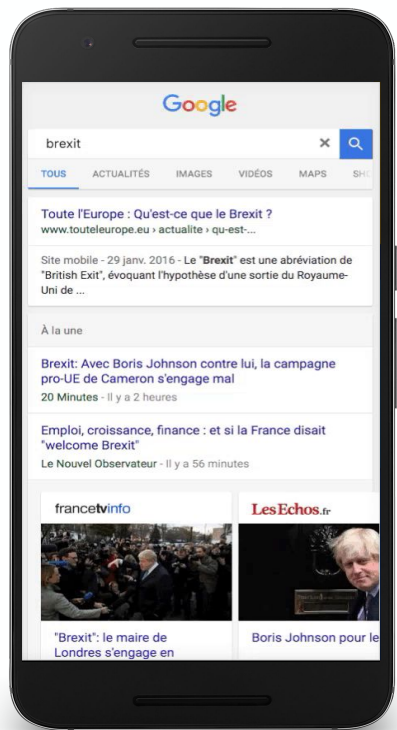 Google
brexit
TOUS ACTUALITÉS IMAGES VIDÉOS MAPS
Toute l'Europe : Qu'est-ce que le Brexit ?
www.touteleurope.eu › actualite › qu-est-...
Site mobile - 29 janv. 2016 - Le "Brexit" est une abréviation de
"British Exit", évoquant l'hypothèse d'une sortie du Royaume-
Uni de ...
À la une
Brexit: Avec Boris Johnson contre lui, la campagne
pro-UE de Cameron s'engage mal
20 Minutes - Il y a 2 heures
Emploi, croissance, finance : et si la France disait
"welcome Brexit"
Le Nouvel Observateur - Il y a 56 minutes
francetvinfo
LesEchos.fr
"Brexit": le maire de
Londres s'engage en
Boris Johnson pour le